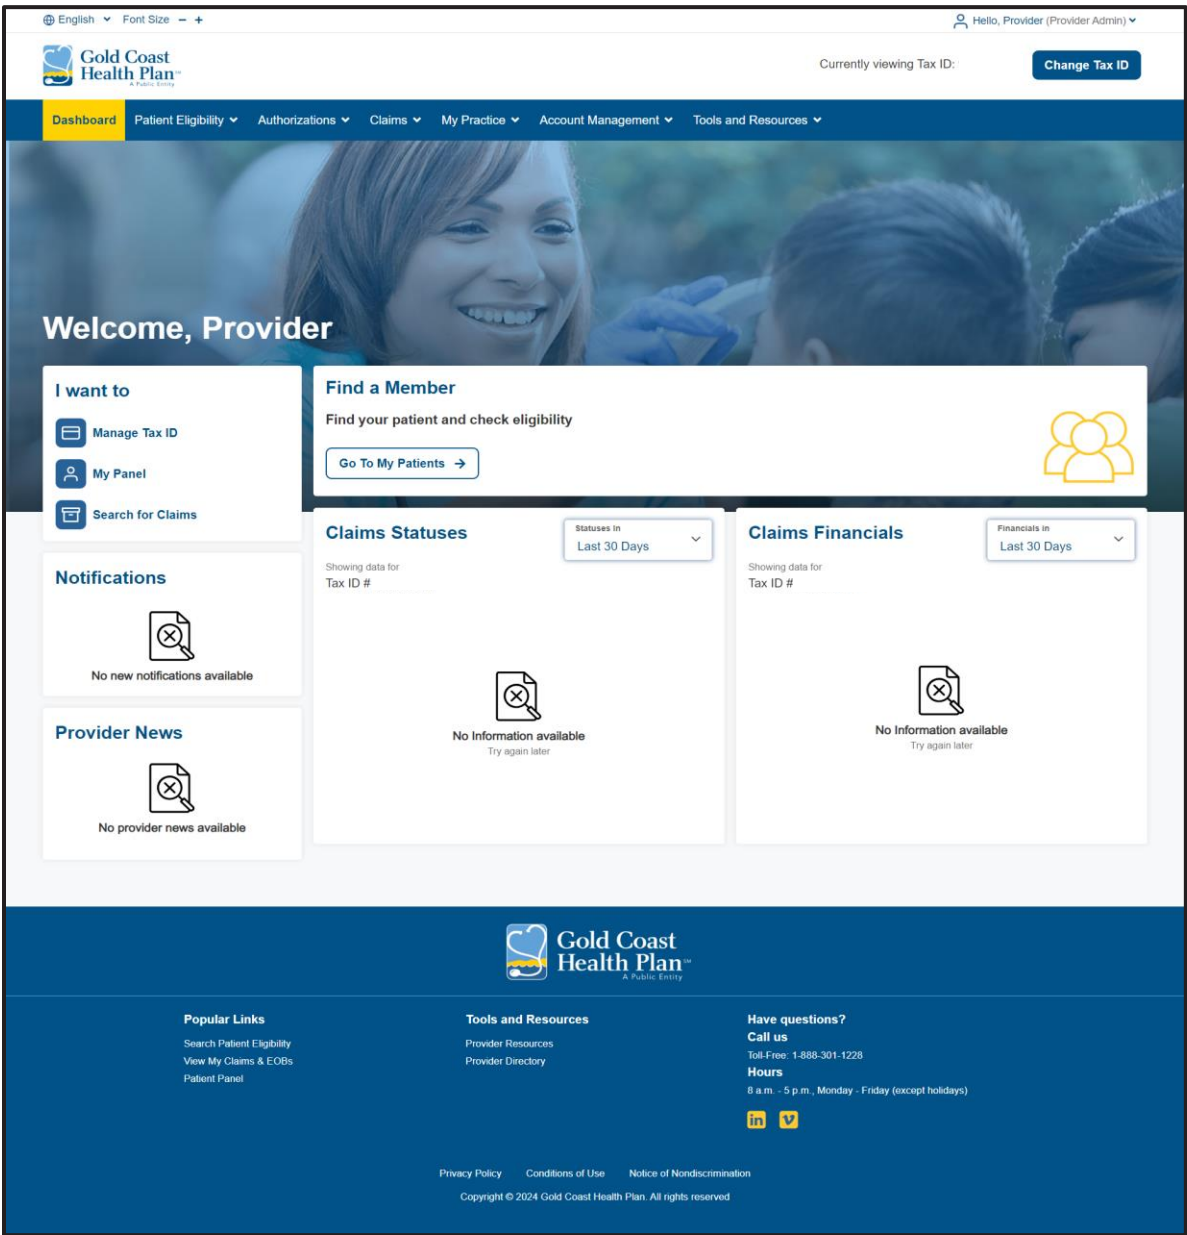 English
Font Size - +
Hello, Provider (Provider Admin)
Gold Coast
Health Plan℠
A Public Entity
Currently viewing Tax ID:
Change Tax ID
Dashboard
Patient Eligibility
Authorizations
Claims
My Practice
Account Management
Tools and Resources
Welcome, Provider
I want to
Manage Tax ID
My Panel
Search for Claims
Find a Member
Find your patient and check eligibility
Go To My Patients →
Notifications
No new notifications available
Provider News
No provider news available
Claims Statuses
Statuses in
Last 30 Days
Showing data for
Tax ID #
No Information available
Try again later
Claims Financials
Financials in
Last 30 Days
Showing data for
Tax ID #
No Information available
Try again later
Gold Coast
Health Plan℠
A Public Entity
Popular Links
Search Patient Eligibility
View My Claims & EOBs
Patient Panel
Tools and Resources
Provider Resources
Provider Directory
Have questions?
Call us
Toll-Free: 1-888-301-1228
Hours
8 a.m. - 5 p.m., Monday - Friday (except holidays)
in
Privacy Policy
Conditions of Use
Notice of Nondiscrimination
Copyright © 2024 Gold Coast Health Plan. All rights reserved